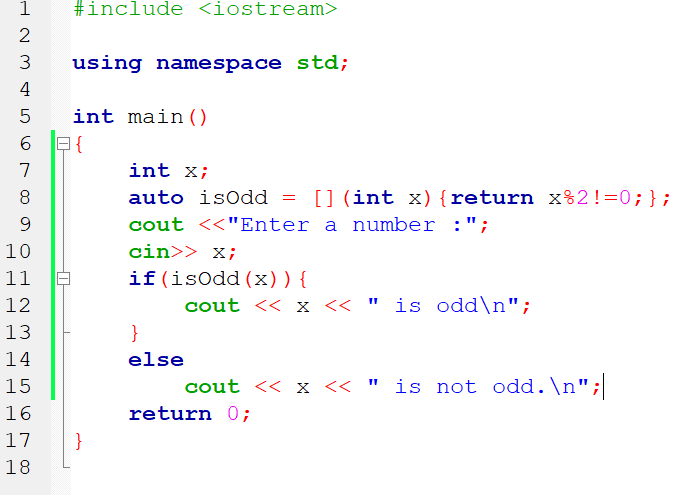 1 #include <iostream>
2
3 using namespace std;
4
5 int main()
6 {
7 int x;
8 auto isOdd = [](int x){return x%2!=0;};
9 cout <<"Enter a number :";
10 cin>> x;
11 if(isOdd(x)){
12 cout << x << " is odd\n";
13 }
14 else
15 cout << x << " is not odd.\n";
16 return 0;
17 }
18